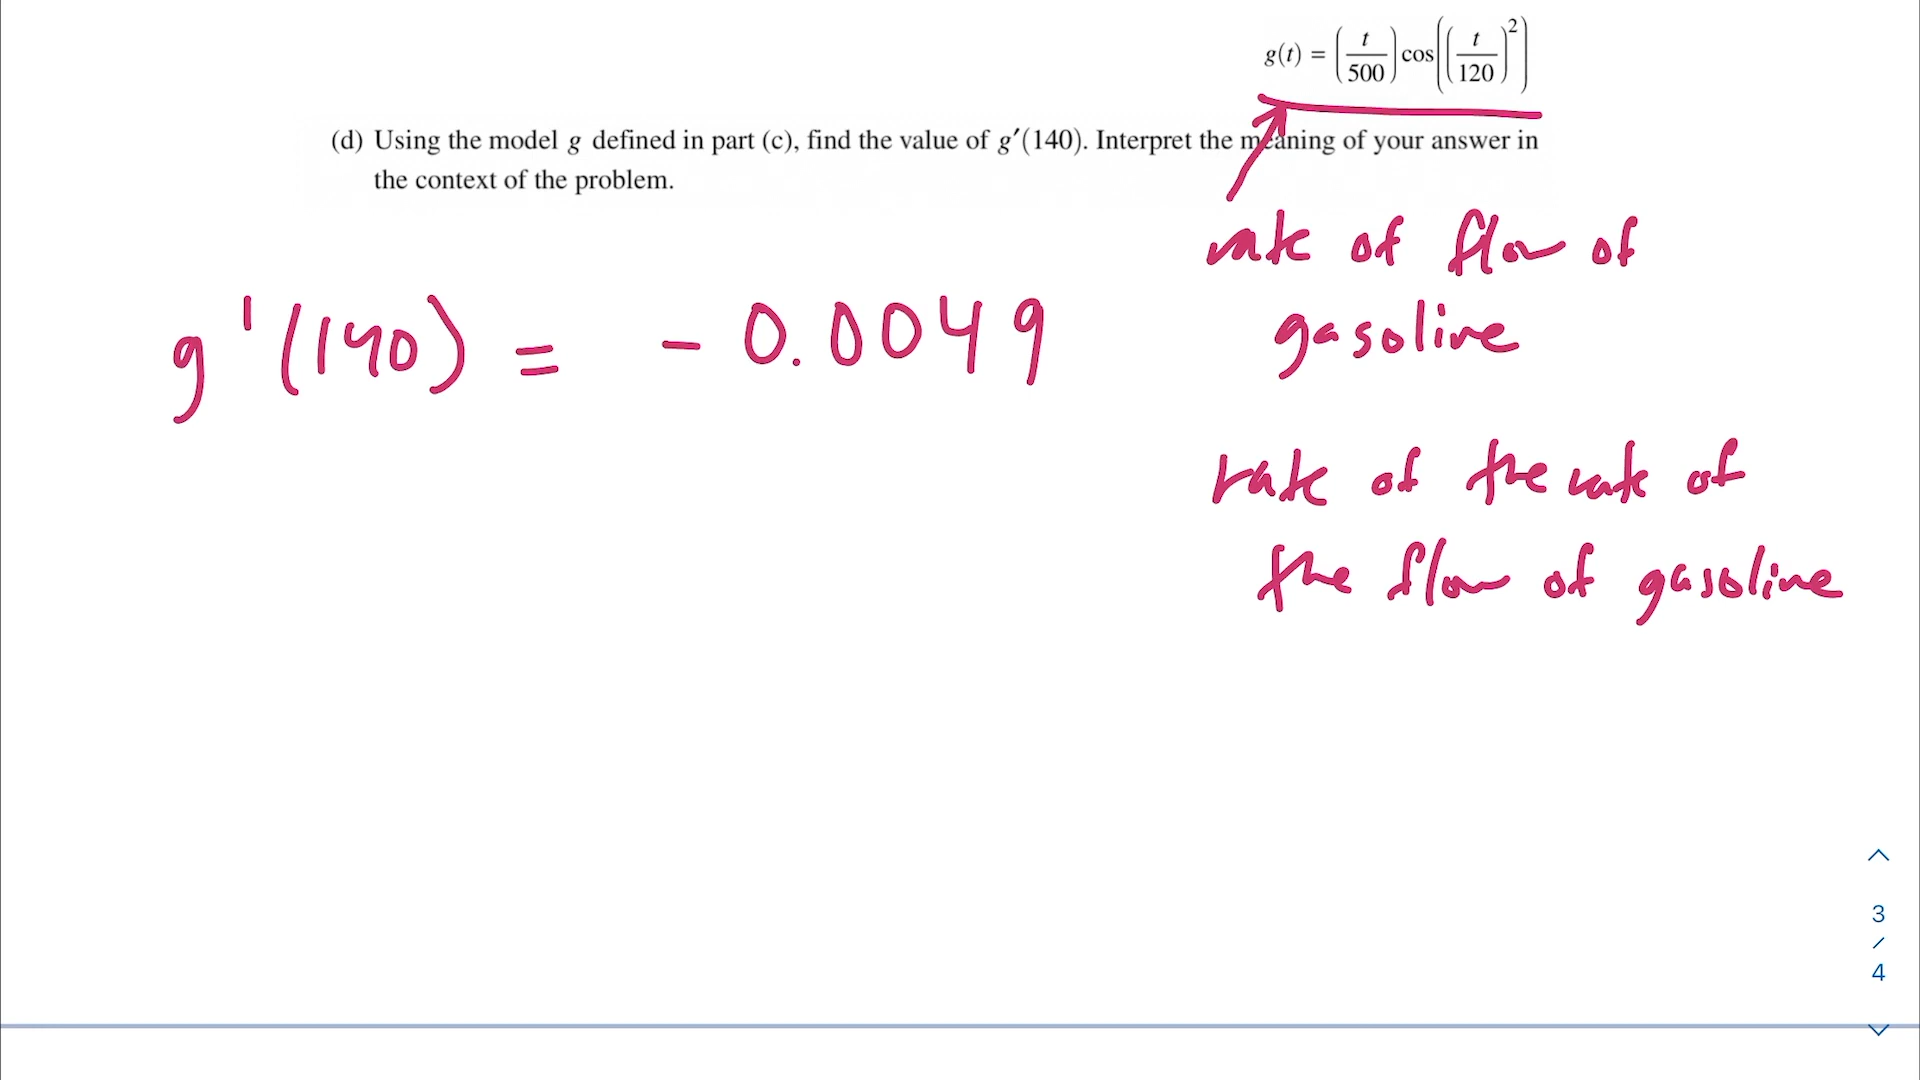 g(t) = (t/500) cos((t/120)²)
(d) Using the model g defined in part (c), find the value of g′(140). Interpret the meaning of your answer in
the context of the problem.
rate of flow of
gasoline
g'(140) = - 0.0049
rate of the rate of
the flow of gasoline
3
/
4